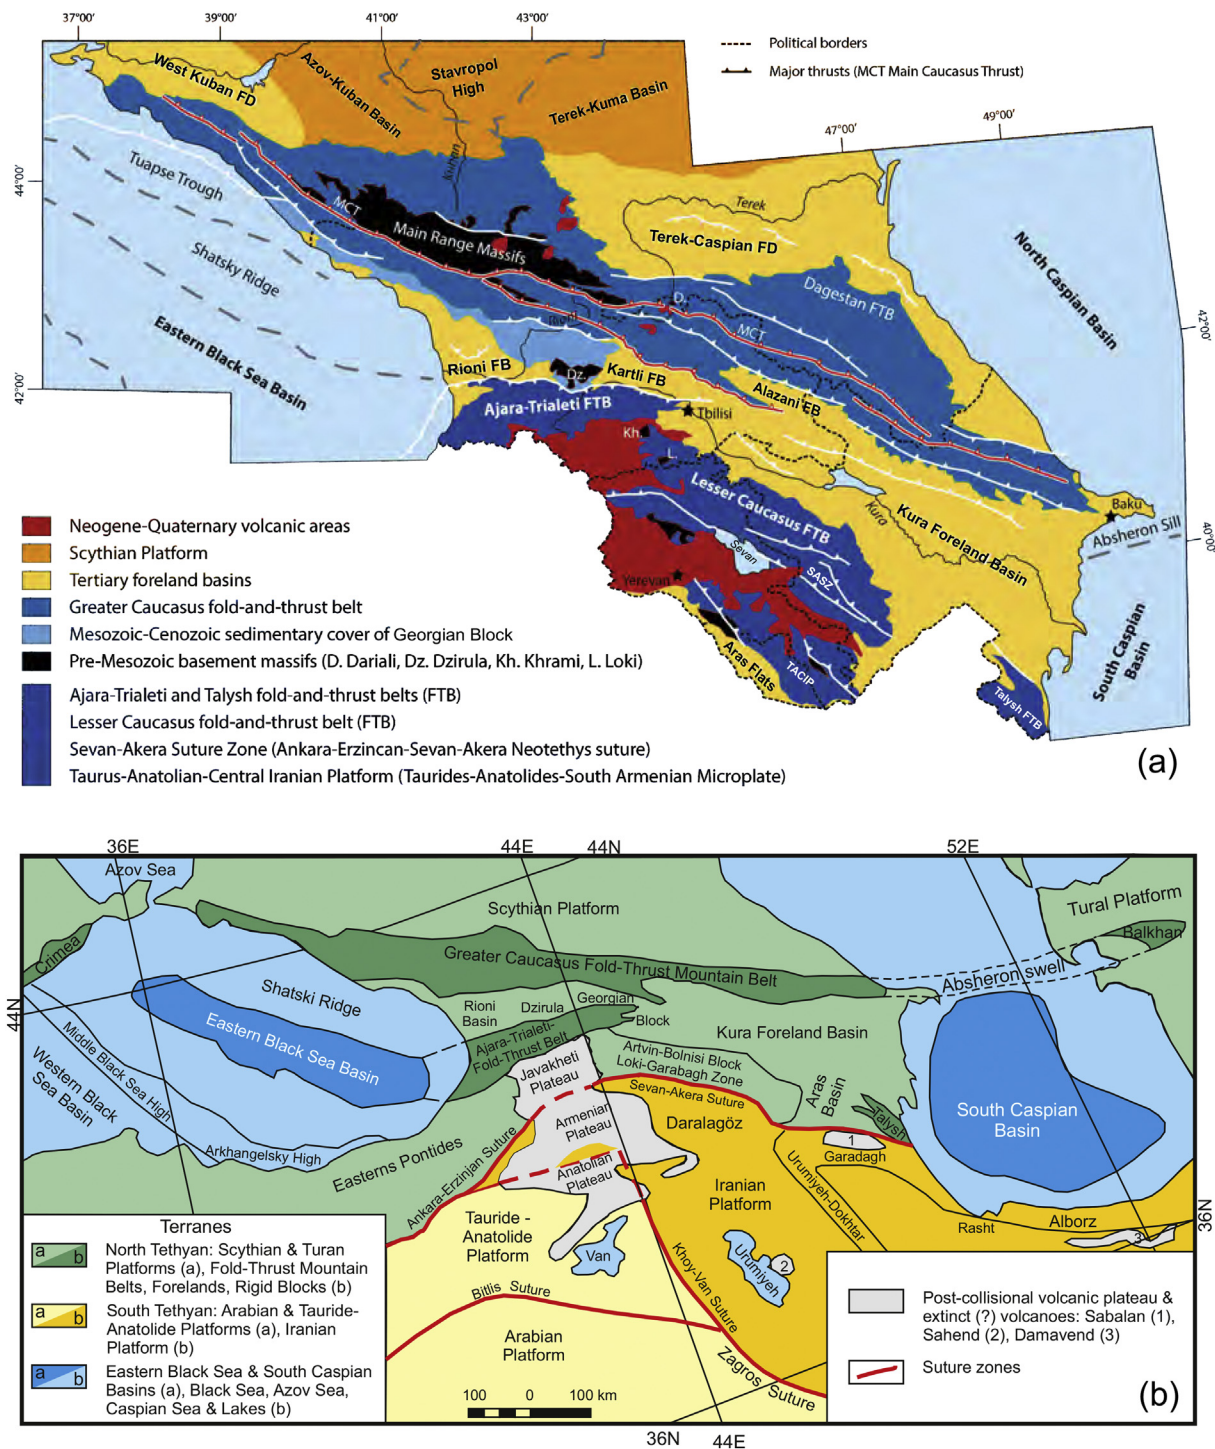 37°00'
39°00'
41°00'
43°00'
Political borders
Major thrusts (MCT Main Caucasus Thrust)
47°00'
49°00'
44°00'
42°00'
42°00'
40°00'
West Kuban FD
Azov-Kuban Basin
Stavropol
High
Terek-Kuma Basin
Kuban
Tuapse Trough
MCT
Main Range Massifs
Terek
Terek-Caspian FD
Shatsky Ridge
Dagestan FTB
North Caspian Basin
D.
MCT
Rioni
Eastern Black Sea Basin
Rioni FB
Dz.
Kartli FB
Alazani FB
Ajara-Trialeti FTB
Tbilisi
Kh.
L.
Lesser Caucasus FTB
Kura
Kura Foreland Basin
Baku
Absheron Sill
Sevan
SASZ
Yerevan
Aras Flats
TACIP
Talysh FTB
South Caspian
Basin
Neogene-Quaternary volcanic areas
Scythian Platform
Tertiary foreland basins
Greater Caucasus fold-and-thrust belt
Mesozoic-Cenozoic sedimentary cover of Georgian Block
Pre-Mesozoic basement massifs (D. Dariali, Dz. Dzirula, Kh. Khrami, L. Loki)
Ajara-Trialeti and Talysh fold-and-thrust belts (FTB)
Lesser Caucasus fold-and-thrust belt (FTB)
Sevan-Akera Suture Zone (Ankara-Erzincan-Sevan-Akera Neotethys suture)
Taurus-Anatolian-Central Iranian Platform (Taurides-Anatolides-South Armenian Microplate)
(a)
36E
44E
44N
52E
Azov Sea
Scythian Platform
Tural Platform
Balkhan
Crimea
Greater Caucasus Fold-Thrust Mountain Belt
Absheron swell
44N
Shatski Ridge
Rioni
Basin
Dzirula
Georgian
Block
Kura Foreland Basin
Eastern Black Sea Basin
Ajara-Trialeti-
Fold-Thrust Belt
Middle Black Sea High
Western Black
Sea Basin
Javakheti
Plateau
Artvin-Bolnisi Block
Loki-Garabagh Zone
Sevan-Akera Suture
Aras
Basin
Talysh
South Caspian
Basin
Armenian
Plateau
Daralagöz
1
Garadagh
Arkhangelsky High
Easterns Pontides
Ankara-Erzinjan Suture
Anatolian
Plateau
Iranian
Platform
Urumiyeh-Dokhtar
Rasht
Alborz
36N
3
Tauride -
Anatolide
Platform
Van
Urumiyeh
2
Khoy-Van Suture
Bitlis Suture
Arabian
Platform
Zagros Suture
100 0 100 km
36N
44E
Terranes
a b
North Tethyan: Scythian & Turan
Platforms (a), Fold-Thrust Mountain
Belts, Forelands, Rigid Blocks (b)
a b
South Tethyan: Arabian & Tauride-
Anatolide Platforms (a), Iranian
Platform (b)
a b
Eastern Black Sea & South Caspian
Basins (a), Black Sea, Azov Sea,
Caspian Sea & Lakes (b)
Post-collisional volcanic plateau &
extinct (?) volcanoes: Sabalan (1),
Sahend (2), Damavend (3)
Suture zones
(b)